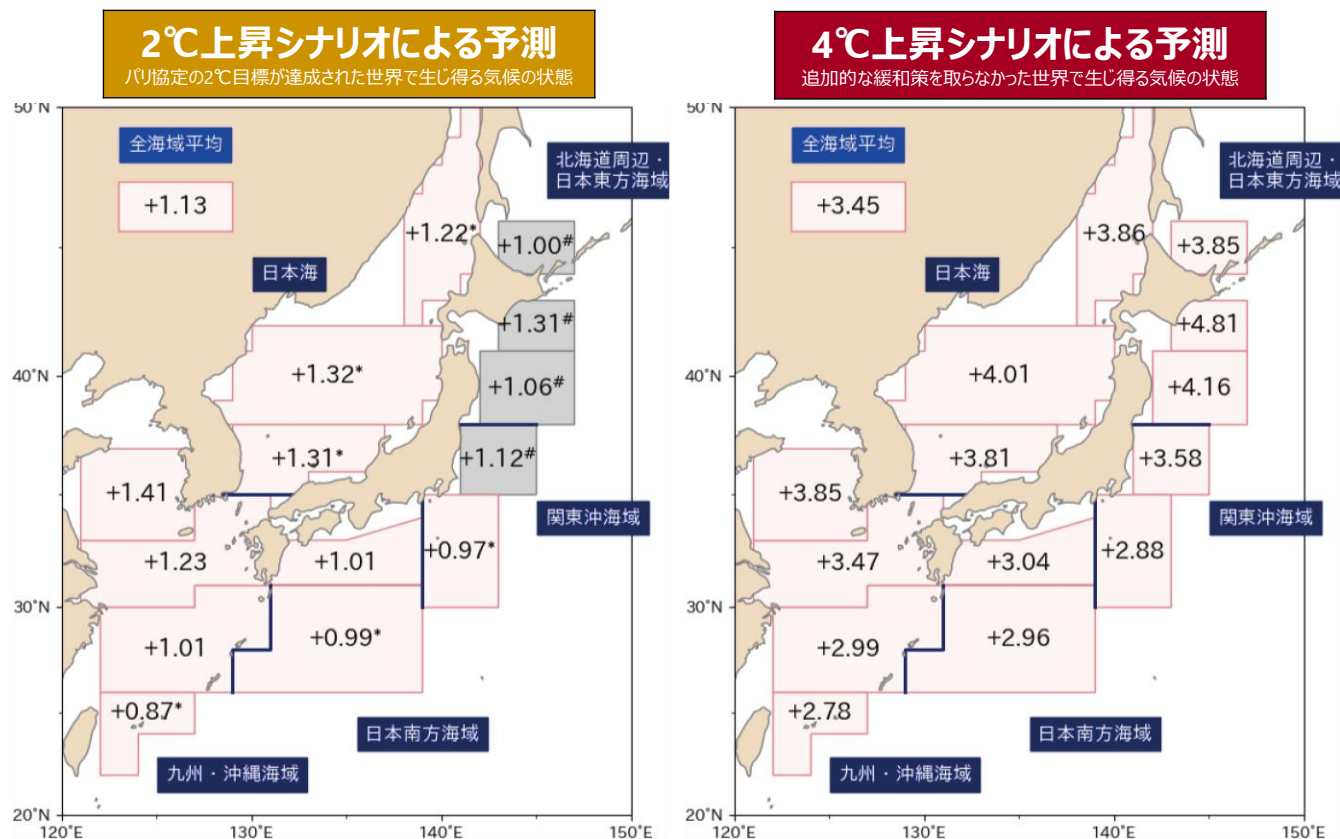 2℃上昇シナリオによる予測
パリ協定の2℃目標が達成された世界で生じ得る気候の状態
50°N
全海域平均
+1.13
北海道周辺・
日本東方海域
+1.22*
+1.00#
日本海
+1.31#
40°N
+1.32*
+1.06#
+1.31*
+1.12#
+1.41
関東沖海域
+1.23
+1.01
+0.97*
30°N
+1.01
+0.99*
+0.87*
日本南方海域
九州・沖縄海域
20°N
120°E
130°E
140°E
150°E
4℃上昇シナリオによる予測
追加的な緩和策を取らなかった世界で生じ得る気候の状態
50°N
全海域平均
+3.45
北海道周辺・
日本東方海域
+3.86
+3.85
日本海
+4.81
40°N
+4.01
+4.16
+3.81
+3.58
+3.85
関東沖海域
+3.47
+3.04
+2.88
30°N
+2.99
+2.96
+2.78
日本南方海域
九州・沖縄海域
20°N
120°E
130°E
140°E
150°E